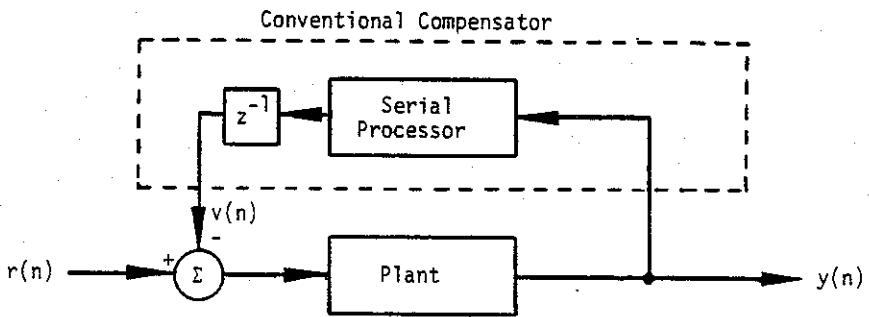 Conventional Compensator
z⁻¹
Serial
Processor
v(n)
-
+
r(n)
Σ
Plant
y(n)